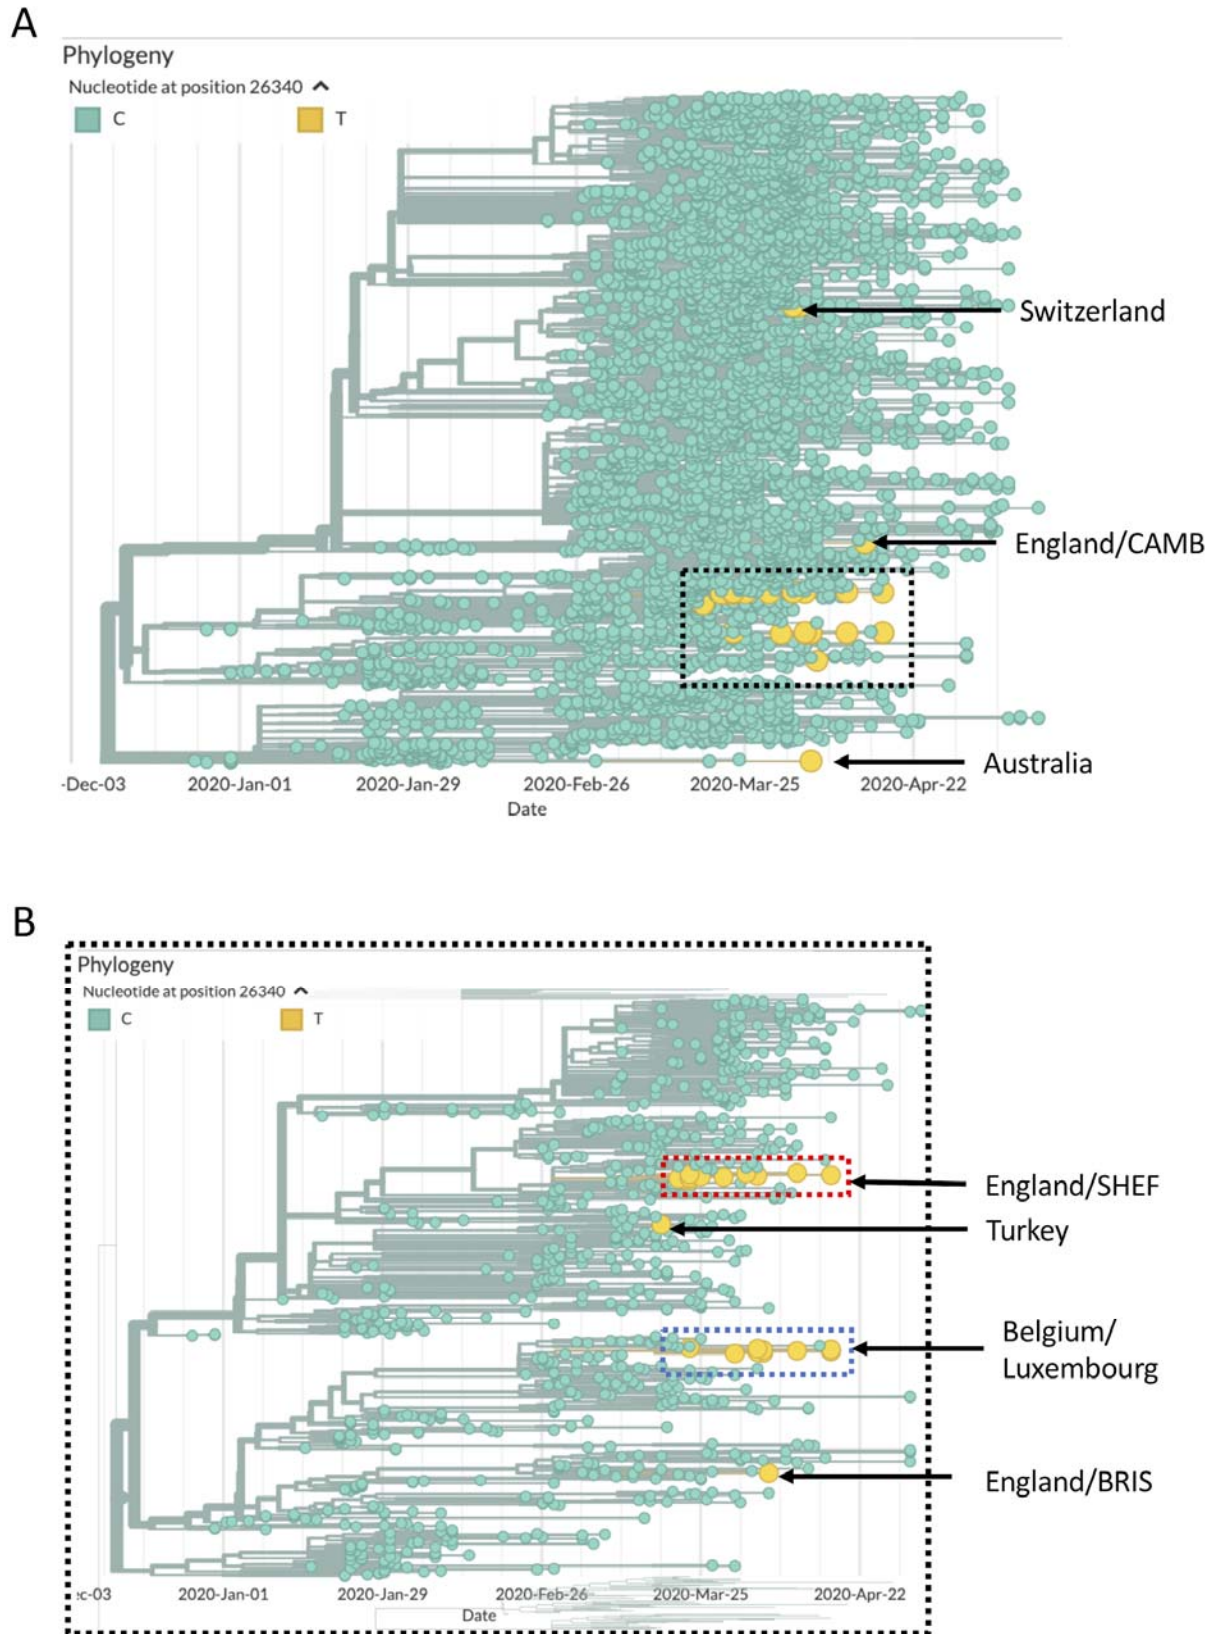 A
Phylogeny
Nucleotide at position 26340
C
T
Switzerland
England/CAMB
Australia
-Dec-03
2020-Jan-01
2020-Jan-29
2020-Feb-26
2020-Mar-25
2020-Apr-22
Date
B
Phylogeny
Nucleotide at position 26340
C
T
England/SHEF
Turkey
Belgium/
Luxembourg
England/BRIS
c-03
2020-Jan-01
2020-Jan-29
2020-Feb-26
2020-Mar-25
2020-Apr-22
Date